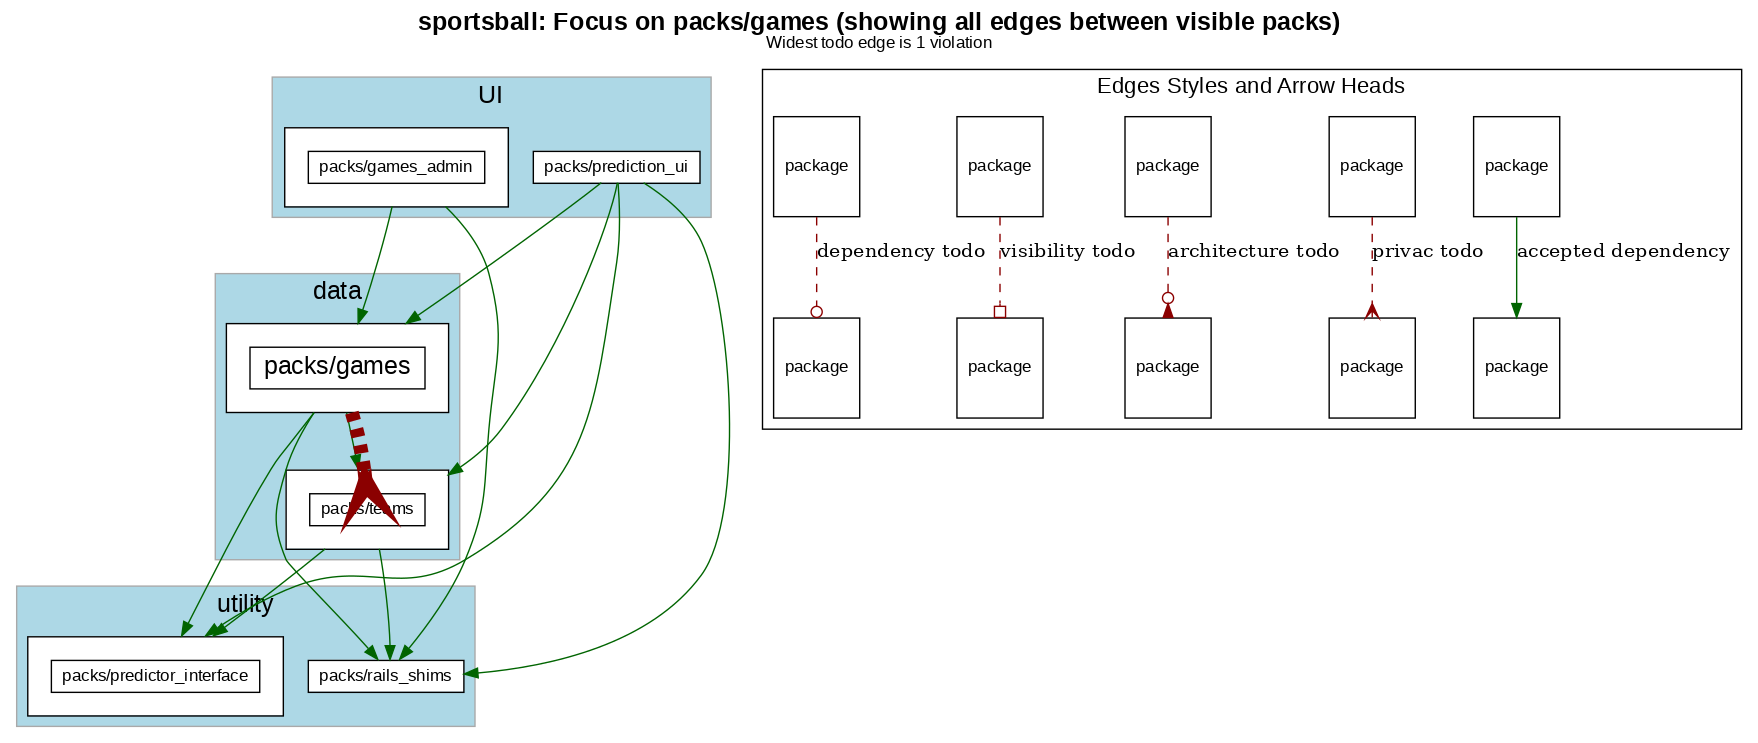 sportsball: Focus on packs/games (showing all edges between visible packs)
Widest todo edge is 1 violation
UI
packs/games_admin
packs/prediction_ui
data
packs/games
packs/teams
utility
packs/predictor_interface
packs/rails_shims
Edges Styles and Arrow Heads
package
package
package
package
package
dependency todo
visibility todo
architecture todo
privac todo
accepted dependency
package
package
package
package
package